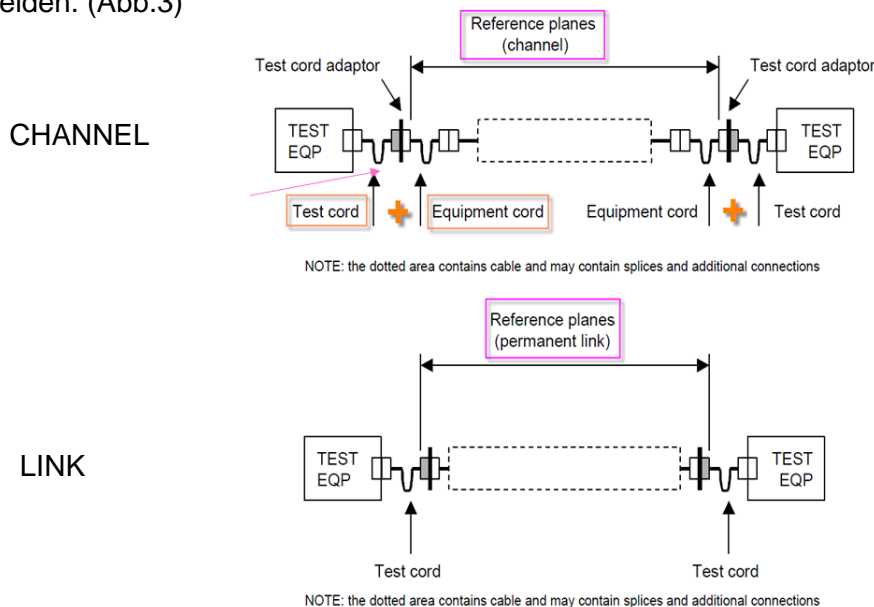 eiden. (Abb.3)
Reference planes
(channel)
Test cord adaptor
Test cord adaptor
CHANNEL
TEST
EQP
TEST
EQP
Test cord
Equipment cord
Equipment cord
Test cord
NOTE: the dotted area contains cable and may contain splices and additional connections
Reference planes
(permanent link)
LINK
TEST
EQP
TEST
EQP
Test cord
Test cord
NOTE: the dotted area contains cable and may contain splices and additional connections